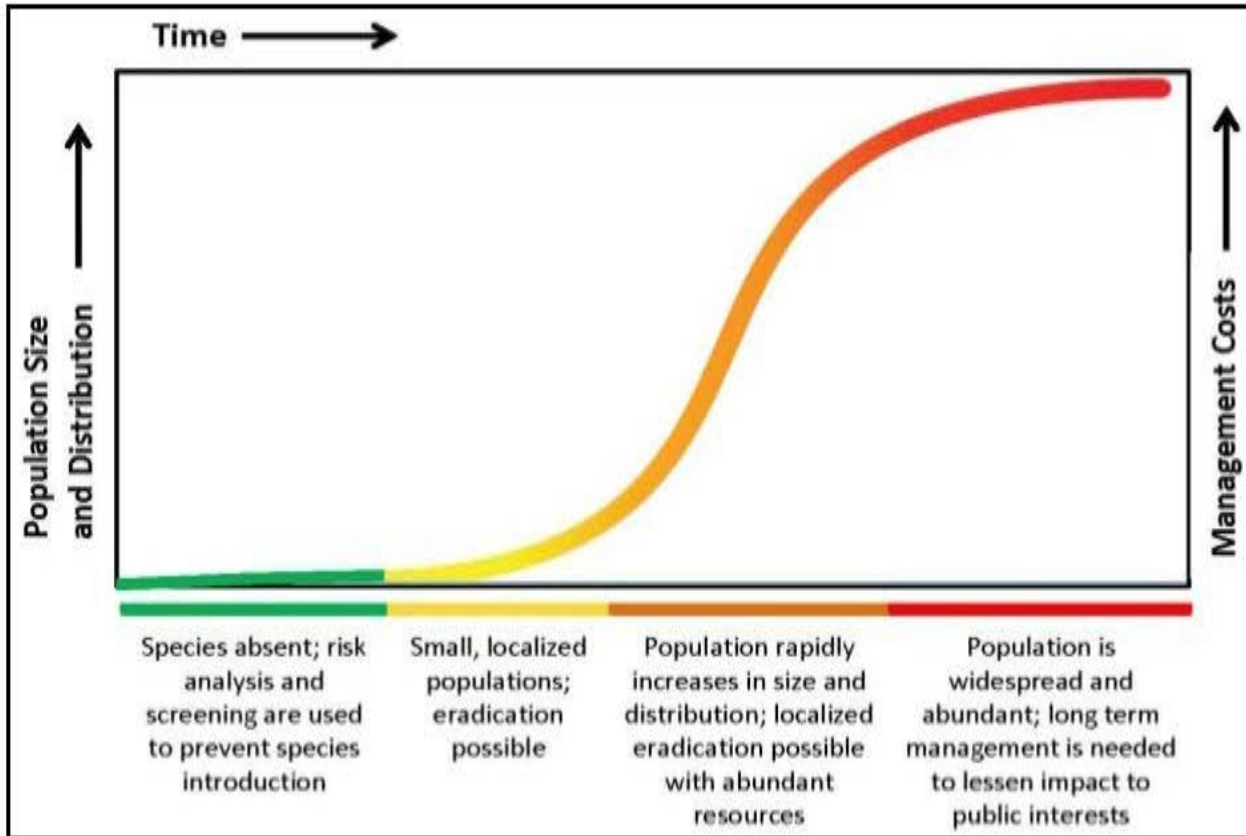 Time
Population Size
and Distribution
Management Costs
Species absent; risk
analysis and
screening are used
to prevent species
introduction
Small, localized
populations;
eradication
possible
Population rapidly
increases in size and
distribution; localized
eradication possible
with abundant
resources
Population is
widespread and
abundant; long term
management is needed
to lessen impact to
public interests